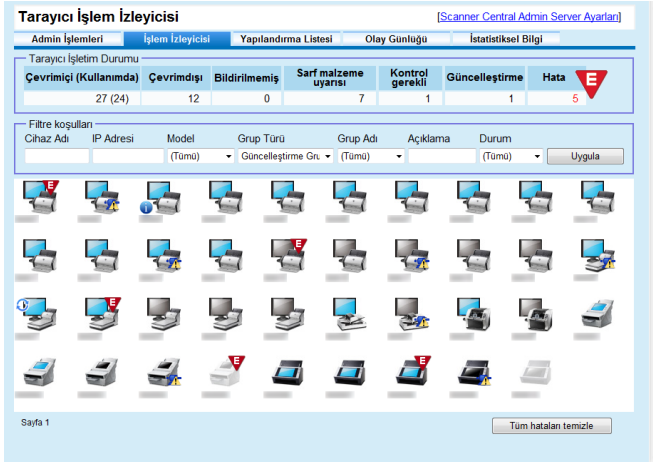 Tarayıcı İşlem İzleyicisi
[Scanner Central Admin Server Ayarları]
Admin İşlemleri İşlem İzleyicisi Yapılandırma Listesi Olay Günlüğü İstatistiksel Bilgi
Tarayıcı İşletim Durumu
Çevrimiçi (Kullanımda) Çevrimdışı Bildirilmemiş Sarf malzeme uyarısı Kontrol gerekli Güncelleştirme Hata E
27 (24) 12 0 7 1 1 5
Filtre koşulları
Cihaz Adı IP Adresi Model Grup Türü Grup Adı Açıklama Durum
(Tümü) Güncelleştirme Gru (Tümü) (Tümü) Uygula
E
E
E
E E
Sayfa 1
Tüm hataları temizle